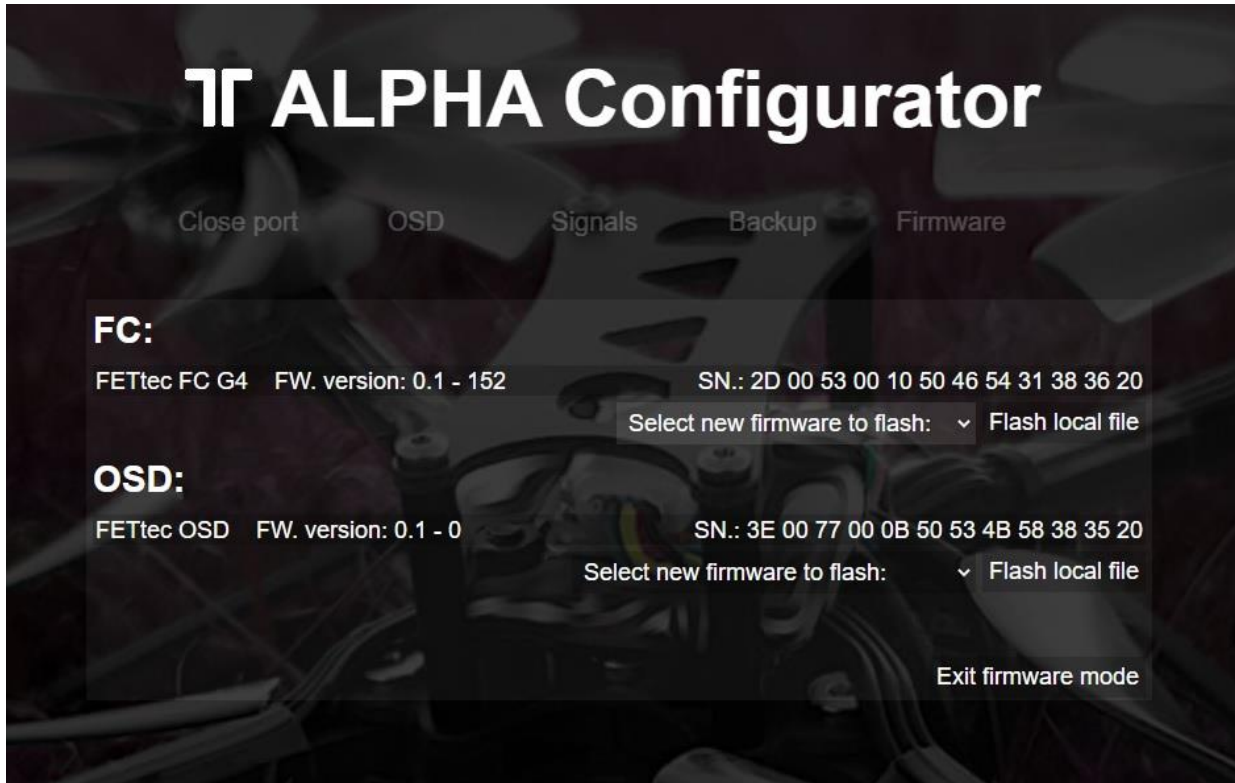 ALPHA Configurator
Close port OSD Signals Backup Firmware
FC:
FETtec FC G4 FW. version: 0.1 - 152 SN.: 2D 00 53 00 10 50 46 54 31 38 36 20
Select new firmware to flash: Flash local file
OSD:
FETtec OSD FW. version: 0.1 - 0 SN.: 3E 00 77 00 0B 50 53 4B 58 38 35 20
Select new firmware to flash: Flash local file
Exit firmware mode